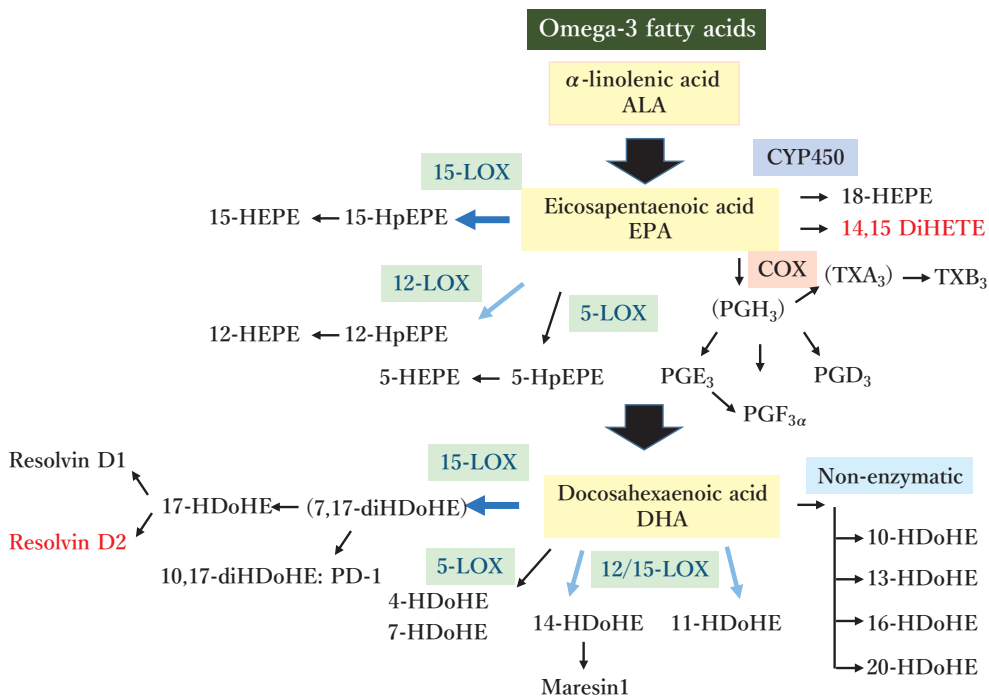 Omega-3 fatty acids
α-linolenic acid
ALA
CYP450
15-LOX
Eicosapentaenoic acid
EPA
15-HEPE
15-HpEPE
18-HEPE
14,15 DiHETE
COX
(TXA₃)
TXB₃
12-LOX
(PGH₃)
5-LOX
12-HEPE
12-HpEPE
5-HEPE
5-HpEPE
PGE₃
PGD₃
PGF₃α
15-LOX
Non-enzymatic
Resolvin D1
Docosahexaenoic acid
DHA
17-HDoHE
(7,17-diHDoHE)
Resolvin D2
10-HDoHE
10,17-diHDoHE: PD-1
5-LOX
12/15-LOX
13-HDoHE
4-HDoHE
7-HDoHE
14-HDoHE
11-HDoHE
16-HDoHE
20-HDoHE
Maresin1